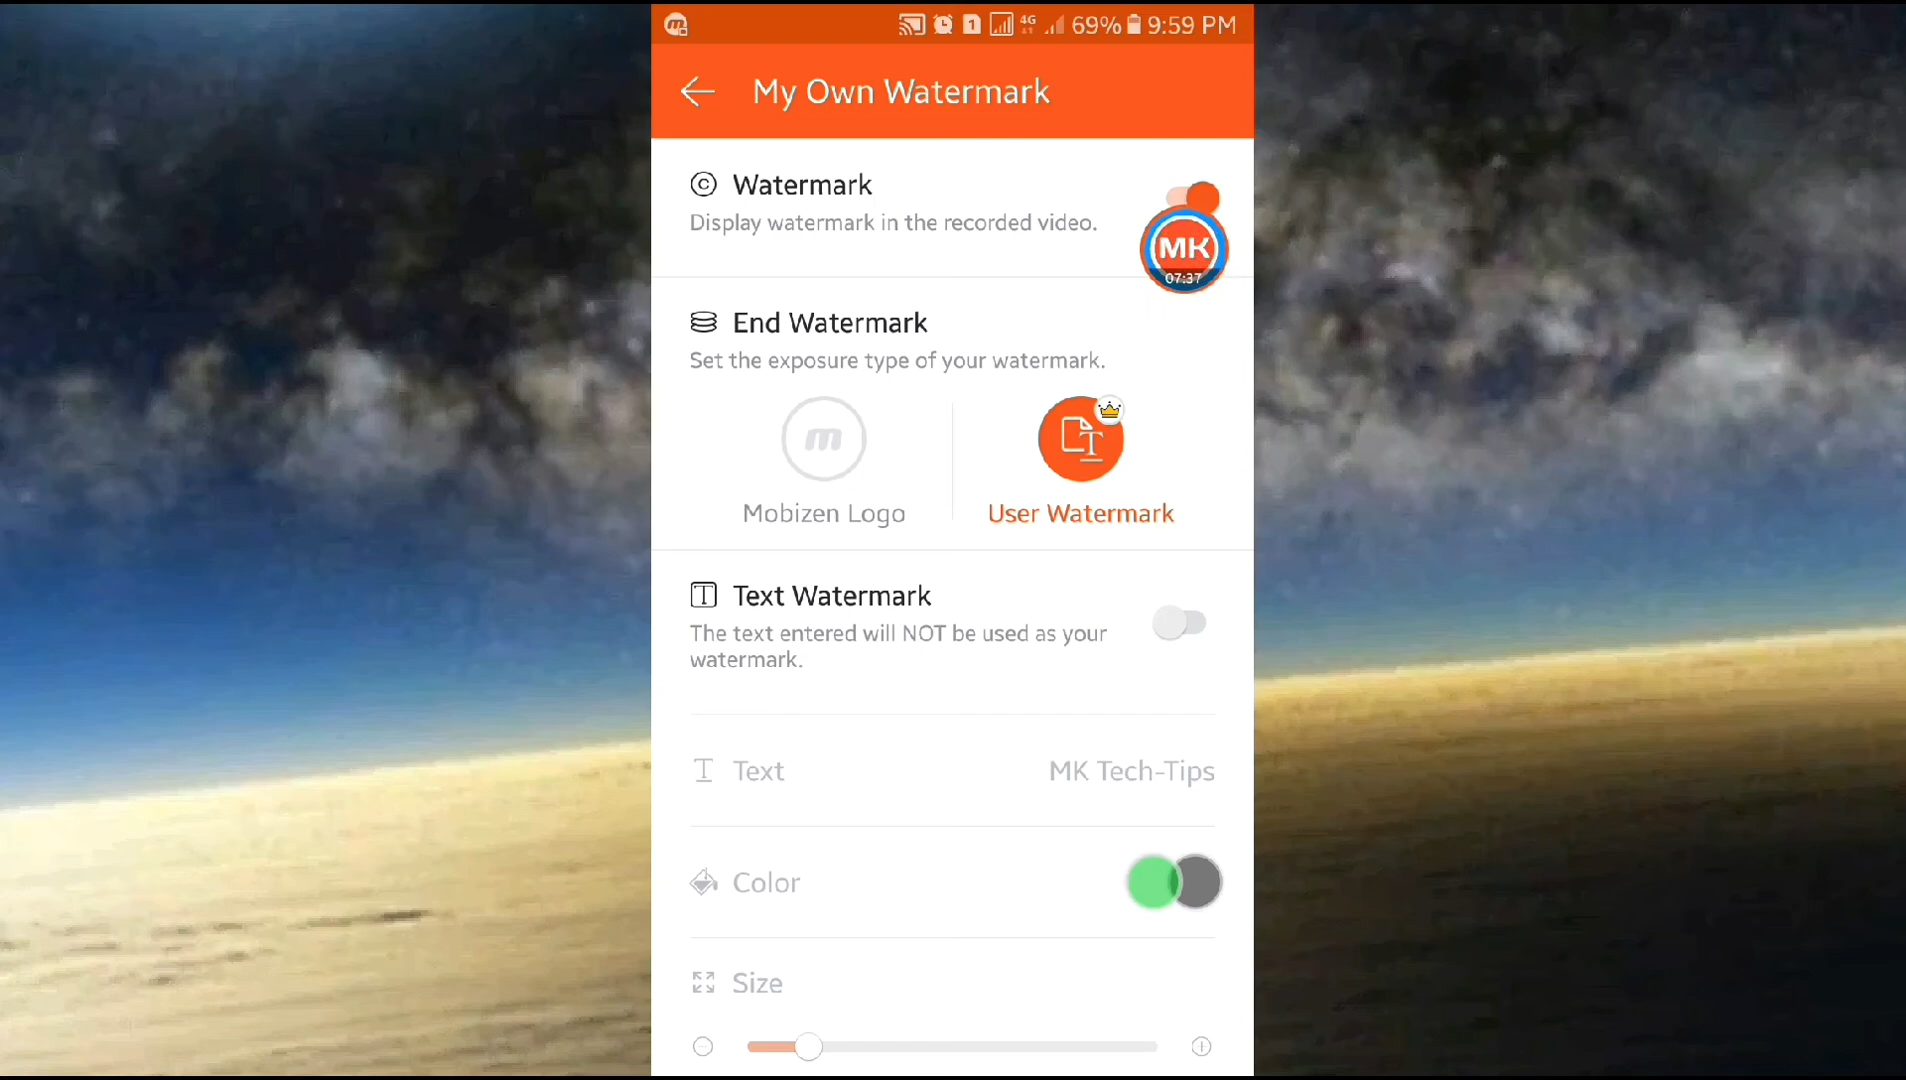 1 4G 69% 9:59 PM
My Own Watermark
Watermark
Display watermark in the recorded video.
MK
07:37
End Watermark
Set the exposure type of your watermark.
Mobizen Logo
User Watermark
Text Watermark
The text entered will NOT be used as your
watermark.
Text MK Tech-Tips
Color
Size